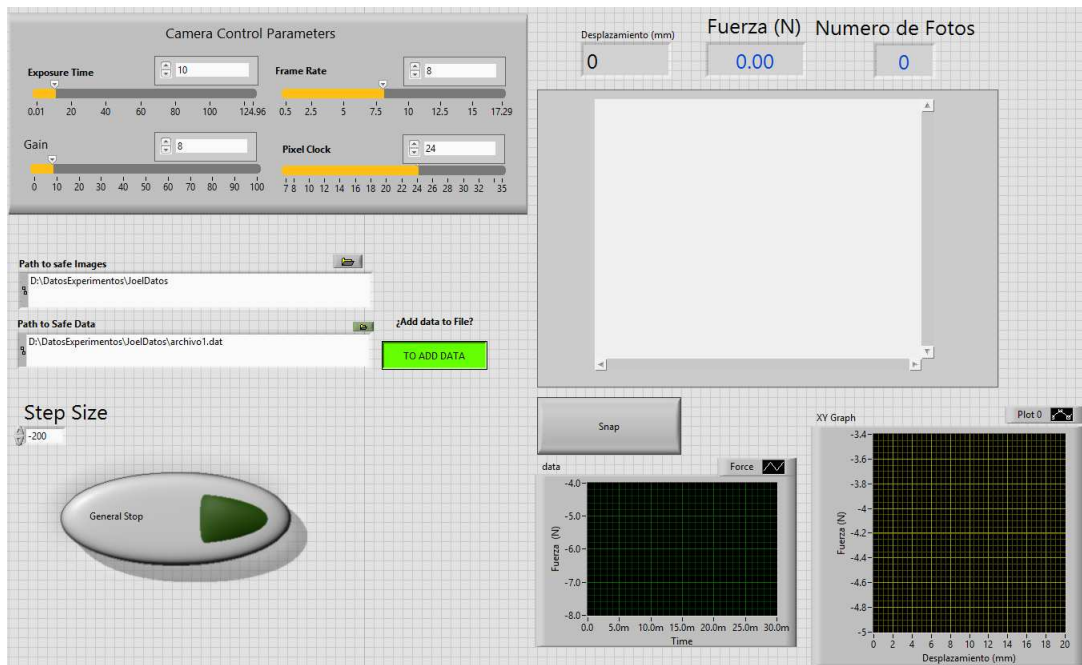 Camera Control Parameters
Exposure Time
10
0.01 20 40 60 80 100 124.96
Frame Rate
8
0.5 2.5 5 7.5 10 12.5 15 17.29
Gain
8
0 10 20 30 40 50 60 70 80 90 100
Pixel Clock
24
7 8 10 12 14 16 18 20 22 24 26 28 30 32 35
Desplazamiento (mm)
0
Fuerza (N)
0.00
Numero de Fotos
0
Path to safe Images
D:\DatosExperimentos\JoelDatos
Path to Safe Data
D:\DatosExperimentos\JoelDatos\archivo1.dat
¿Add data to File?
TO ADD DATA
Step Size
-200
General Stop
Snap
data
Force
-4.0
-5.0
-6.0
-7.0
-8.0
Fuerza (N)
0.0 5.0m 10.0m 15.0m 20.0m 25.0m 30.0m
Time
XY Graph
Plot 0
-3.4
-3.6
-3.8
-4
-4.2
-4.4
-4.6
-4.8
-5
Fuerza (N)
0 2 4 6 8 10 12 14 16 18 20
Desplazamiento (mm)